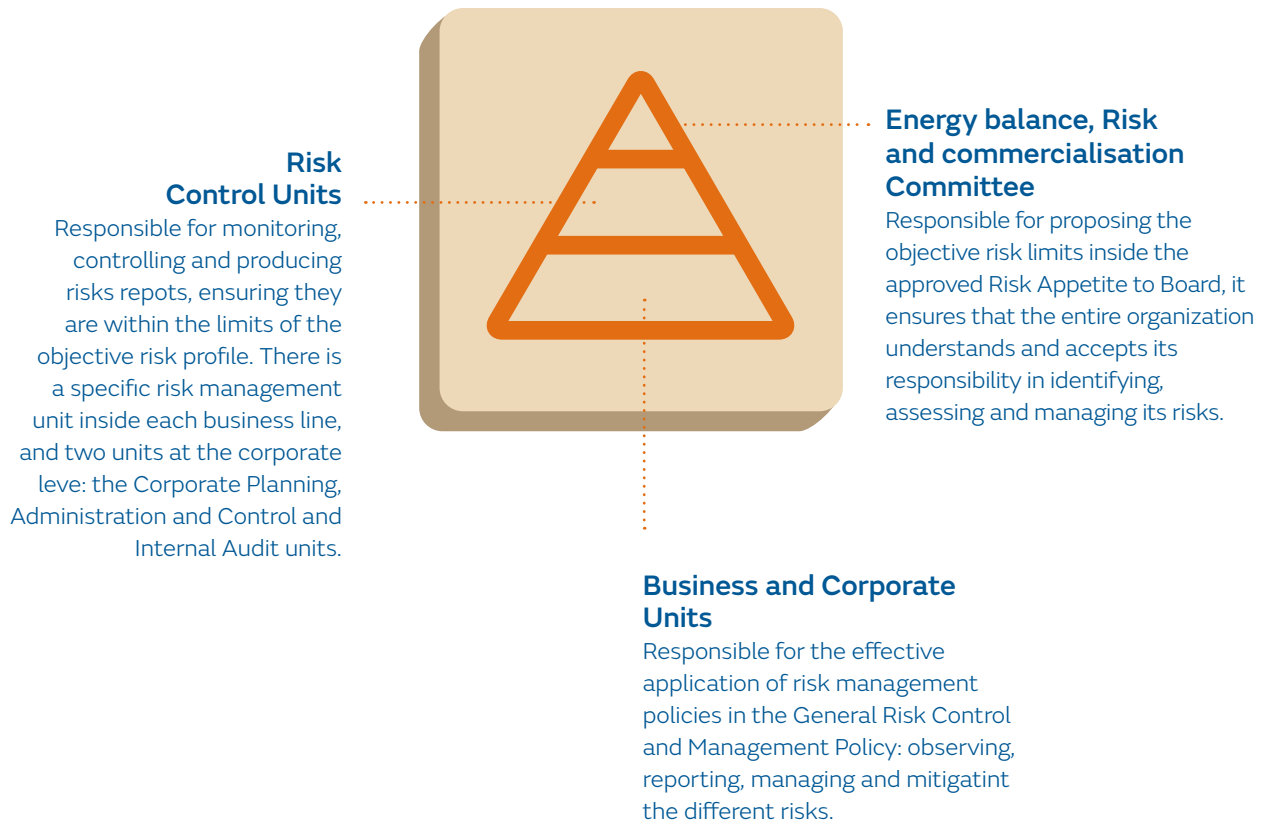 Risk
Control Units
Responsible for monitoring,
controlling and producing
risks repots, ensuring they
are within the limits of the
objective risk profile. There is
a specific risk management
unit inside each business line,
and two units at the corporate
leve: the Corporate Planning,
Administration and Control and
Internal Audit units.
Energy balance, Risk
and commercialisation
Committee
Responsible for proposing the
objective risk limits inside the
approved Risk Appetite to Board, it
ensures that the entire organization
understands and accepts its
responsibility in identifying,
assessing and managing its risks.
Business and Corporate
Units
Responsible for the effective
application of risk management
policies in the General Risk Control
and Management Policy: observing,
reporting, managing and mitigatint
the different risks.